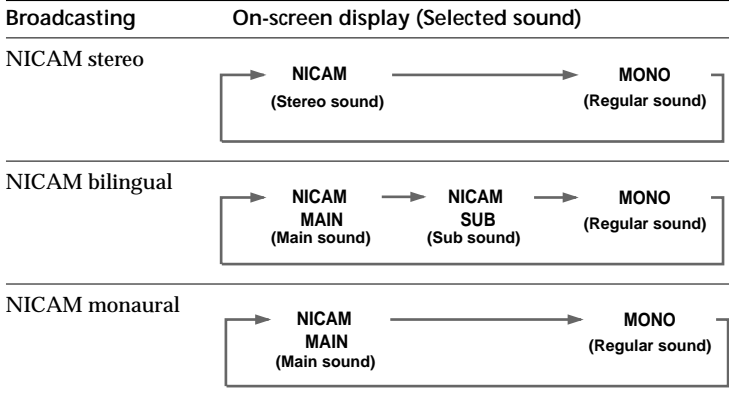 Broadcasting On-screen display (Selected sound)
NICAM stereo
NICAM MONO
(Stereo sound) (Regular sound)
NICAM bilingual
NICAM NICAM MONO
MAIN SUB (Regular sound)
(Main sound) (Sub sound)
NICAM monaural
NICAM MONO
MAIN (Regular sound)
(Main sound)